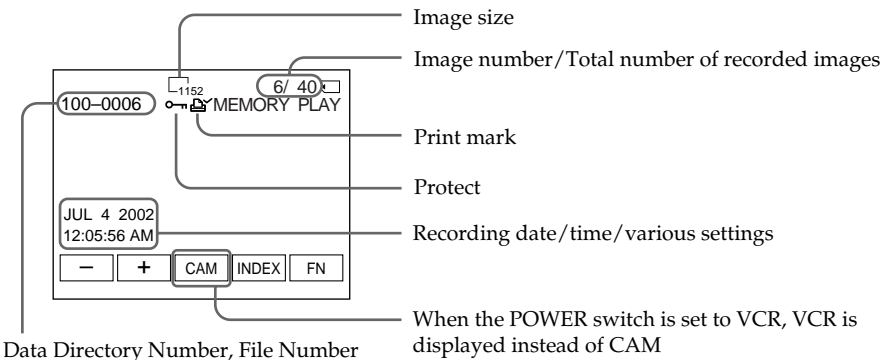 Image size
Image number/Total number of recorded images
1152
6/ 40
100–0006
MEMORY PLAY
Print mark
Protect
JUL 4 2002
12:05:56 AM
Recording date/time/various settings
– + CAM INDEX FN
When the POWER switch is set to VCR, VCR is
displayed instead of CAM
Data Directory Number, File Number